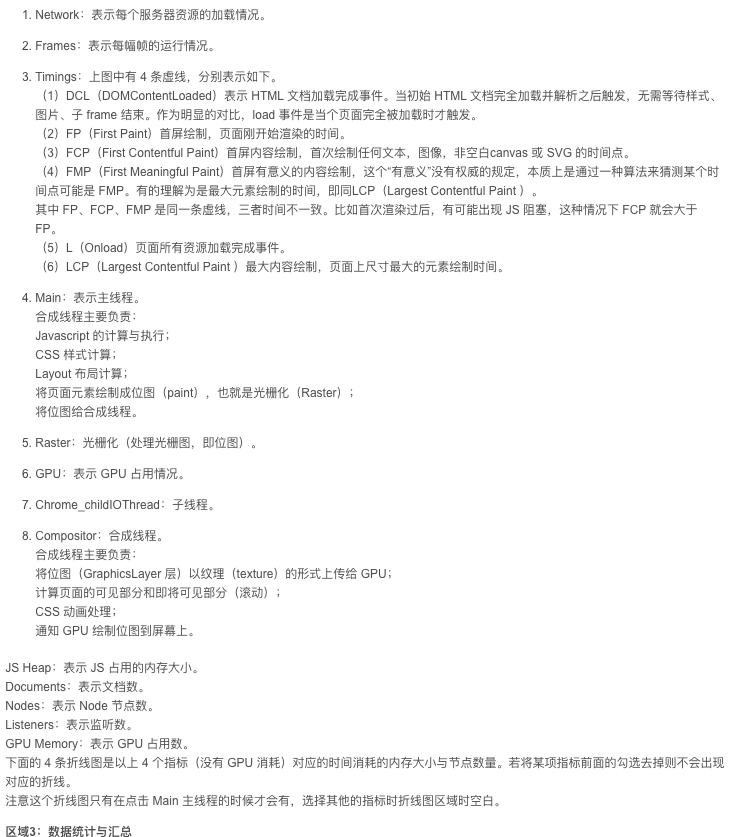 1. Network：表示每个服务器资源的加载情况。
2. Frames：表示每幅帧的运行情况。
3. Timings：上图中有 4 条虚线，分别表示如下。
（1）DCL（DOMContentLoaded）表示 HTML 文档加载完成事件。当初始 HTML 文档完全加载并解析之后触发，无需等待样式、
图片、子 frame 结束。作为明显的对比，load 事件是当个页面完全被加载时才触发。
（2）FP（First Paint）首屏绘制，页面刚开始渲染的时间。
（3）FCP（First Contentful Paint）首屏内容绘制，首次绘制任何文本，图像，非空白canvas 或 SVG 的时间点。
（4）FMP（First Meaningful Paint）首屏有意义的内容绘制，这个“有意义”没有权威的规定，本质上是通过一种算法来猜测某个时
间点可能是 FMP。有的理解为是最大元素绘制的时间，即同LCP（Largest Contentful Paint ）。
其中 FP、FCP、FMP 是同一条虚线，三者时间不一致。比如首次渲染过后，有可能出现 JS 阻塞，这种情况下 FCP 就会大于
FP。
（5）L（Onload）页面所有资源加载完成事件。
（6）LCP（Largest Contentful Paint ）最大内容绘制，页面上尺寸最大的元素绘制时间。
4. Main：表示主线程。
合成线程主要负责：
Javascript 的计算与执行；
CSS 样式计算；
Layout 布局计算；
将页面元素绘制成位图（paint），也就是光栅化（Raster）；
将位图给合成线程。
5. Raster：光栅化（处理光栅图，即位图）。
6. GPU：表示 GPU 占用情况。
7. Chrome_childIOThread：子线程。
8. Compositor：合成线程。
合成线程主要负责：
将位图（GraphicsLayer 层）以纹理（texture）的形式上传给 GPU；
计算页面的可见部分和即将可见部分（滚动）；
CSS 动画处理；
通知 GPU 绘制位图到屏幕上。
JS Heap：表示 JS 占用的内存大小。
Documents：表示文档数。
Nodes：表示 Node 节点数。
Listeners：表示监听数。
GPU Memory：表示 GPU 占用数。
下面的 4 条折线图是以上 4 个指标（没有 GPU 消耗）对应的时间消耗的内存大小与节点数量。若将某项指标前面的勾选去掉则不会出现
对应的折线。
注意这个折线图只有在点击 Main 主线程的时候才会有，选择其他的指标时折线图区域时空白。
区域3：数据统计与汇总